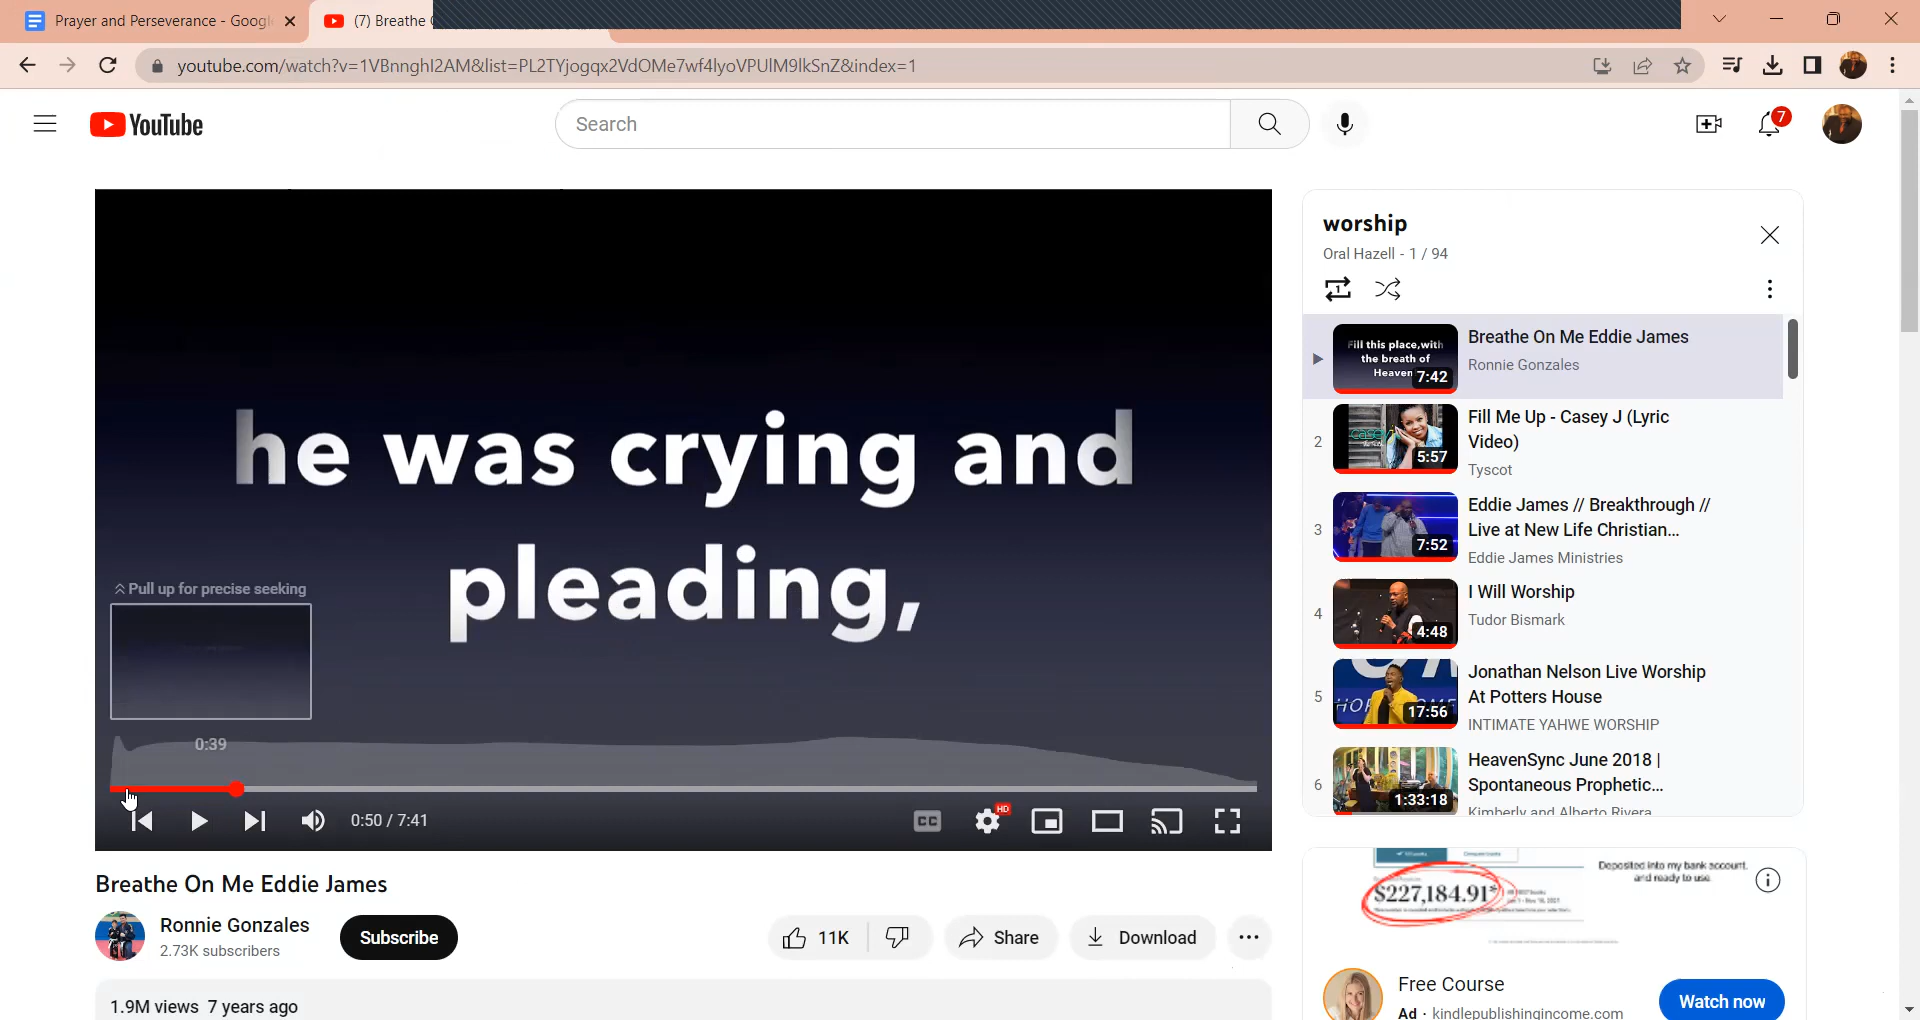 Prayer and Perseverance - Googl
(7) Breathe
youtube.com/watch?v=1VBnnghI2AM&list=PL2TYjogqx2VdOMe7wf4lyoVPUlM9lkSnZ&index=1
YouTube
Search
7
he was crying and
pleading,
Pull up for precise seeking
0:39
0:50 / 7:41
CC
HD
Breathe On Me Eddie James
Ronnie Gonzales
2.73K subscribers
Subscribe
11K
Share
Download
1.9M views 7 years ago
worship
Oral Hazell - 1 / 94
1
Fill this place,with
the breath of
Heaven
7:42
Breathe On Me Eddie James
Ronnie Gonzales
2
5:57
Fill Me Up - Casey J (Lyric
Video)
Tyscot
3
7:52
Eddie James // Breakthrough //
Live at New Life Christian...
Eddie James Ministries
4
4:48
I Will Worship
Tudor Bismark
5
17:56
Jonathan Nelson Live Worship
At Potters House
INTIMATE YAHWE WORSHIP
6
1:33:18
HeavenSync June 2018 |
Spontaneous Prophetic...
Kimberly and Alberto Rivera
Deposited into my bank account.
and ready to use.
$227,184.91*
Free Course
Ad · kindlepublishingincome.com
Watch now